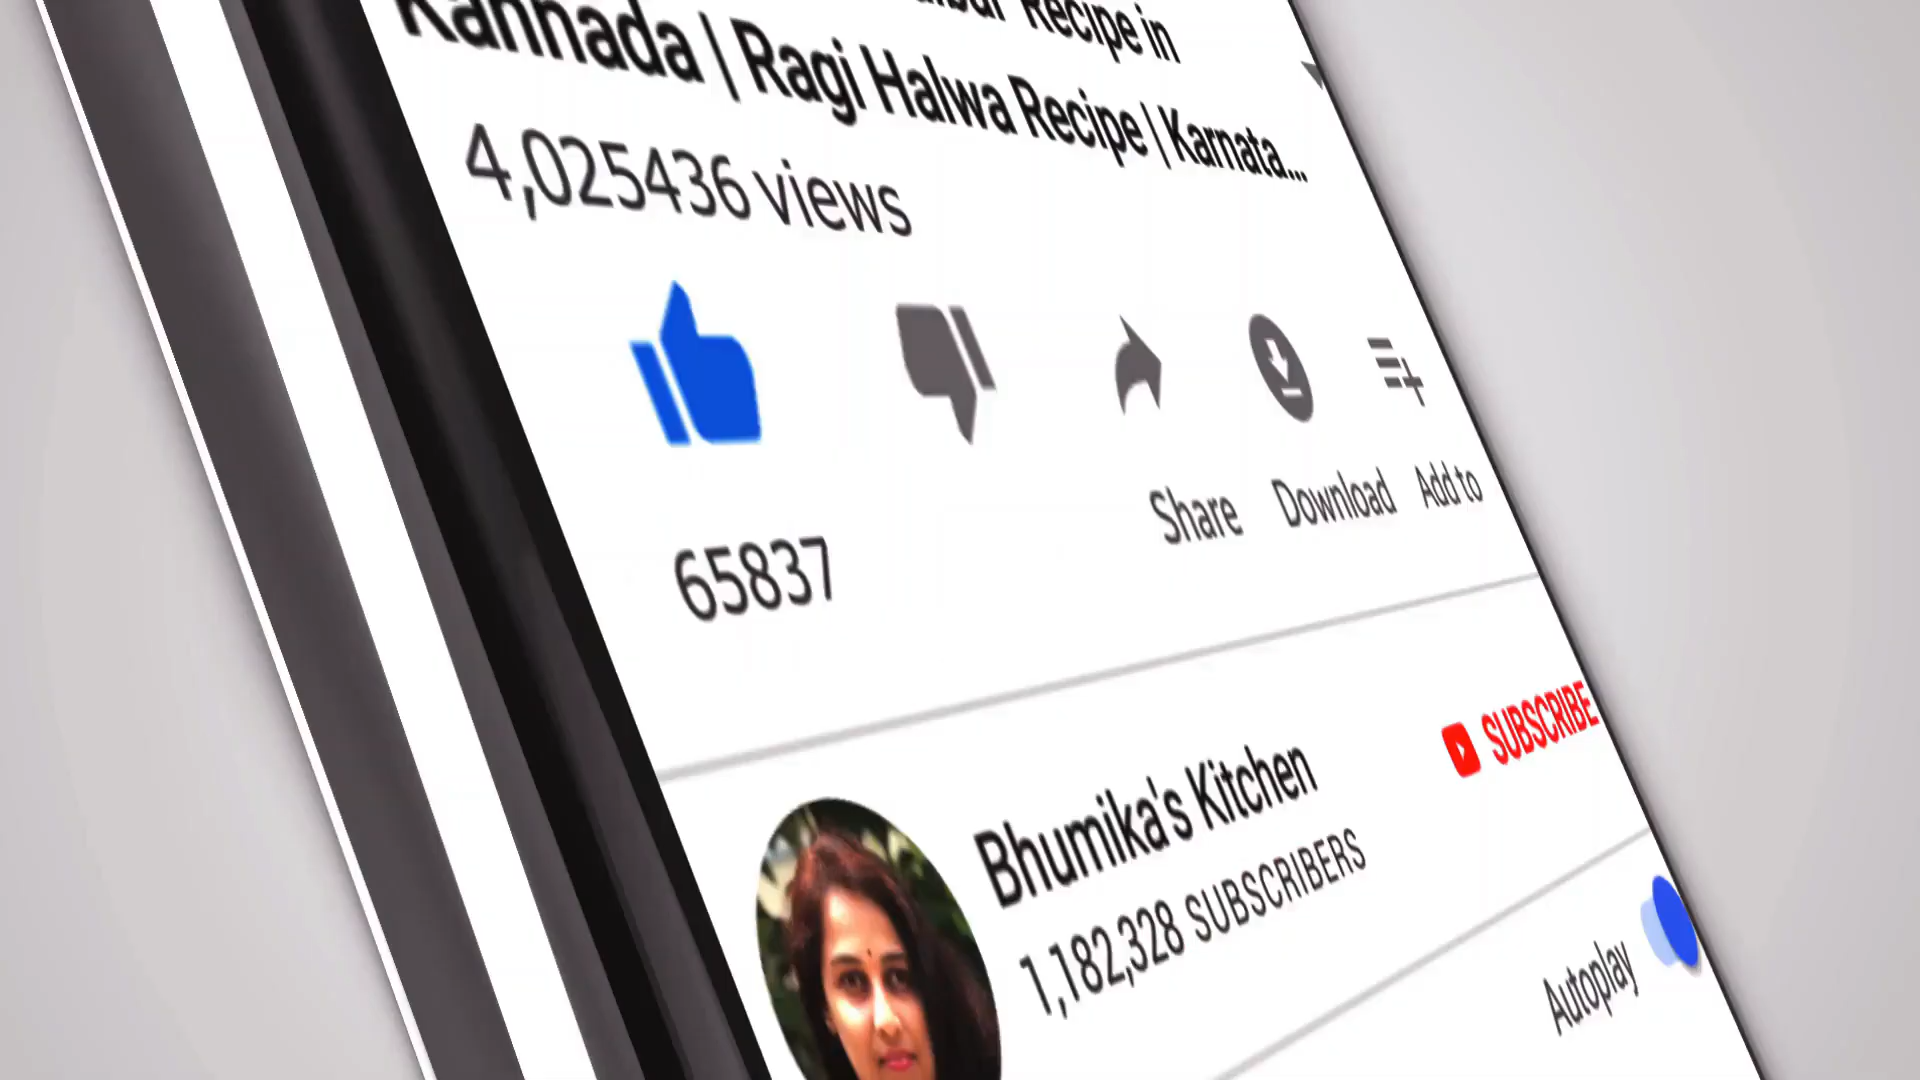 Recipe in
Kannada | Ragi Halwa Recipe | Karnata...
4,025436 views
65837
Share
Download
Add to
Bhumika's Kitchen
SUBSCRIBE
1,182,328 SUBSCRIBERS
Autoplay